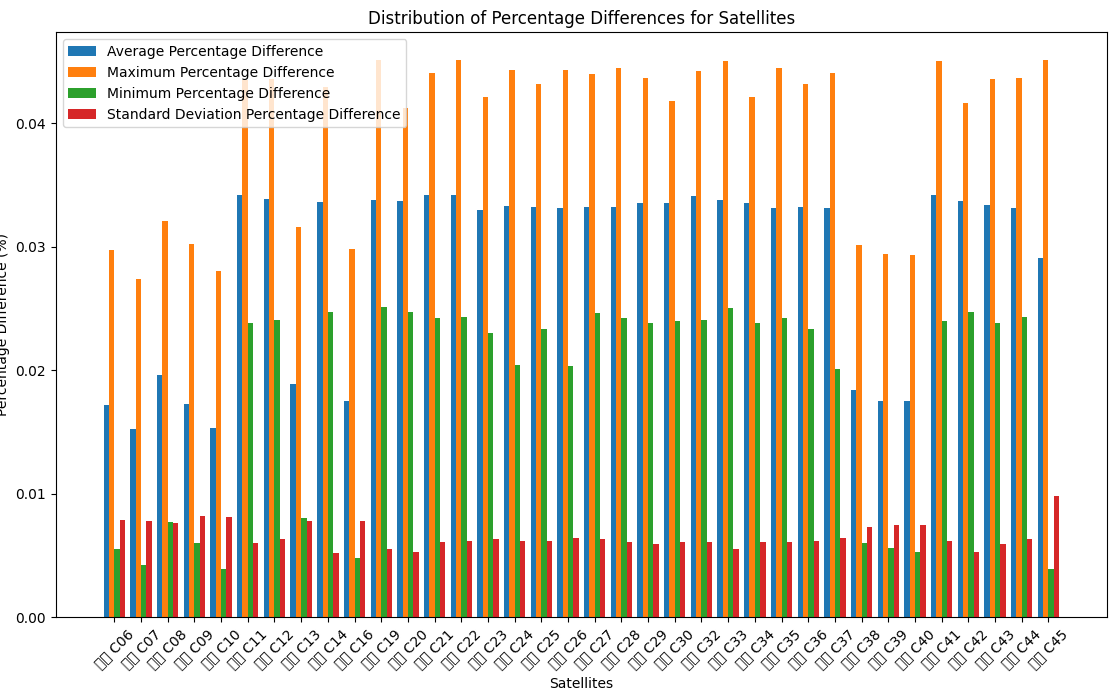 Distribution of Percentage Differences for Satellites
Average Percentage Difference
Maximum Percentage Difference
Minimum Percentage Difference
Standard Deviation Percentage Difference
Percentage Difference (%)
0.04
0.03
0.02
0.01
0.00
C06
C07
C08
C09
C10
C11
C12
C13
C14
C16
C19
C20
C21
C22
C23
C24
C25
C26
C27
C28
C29
C30
C32
C33
C34
C35
C36
C37
C38
C39
C40
C41
C42
C43
C44
C45
Satellites